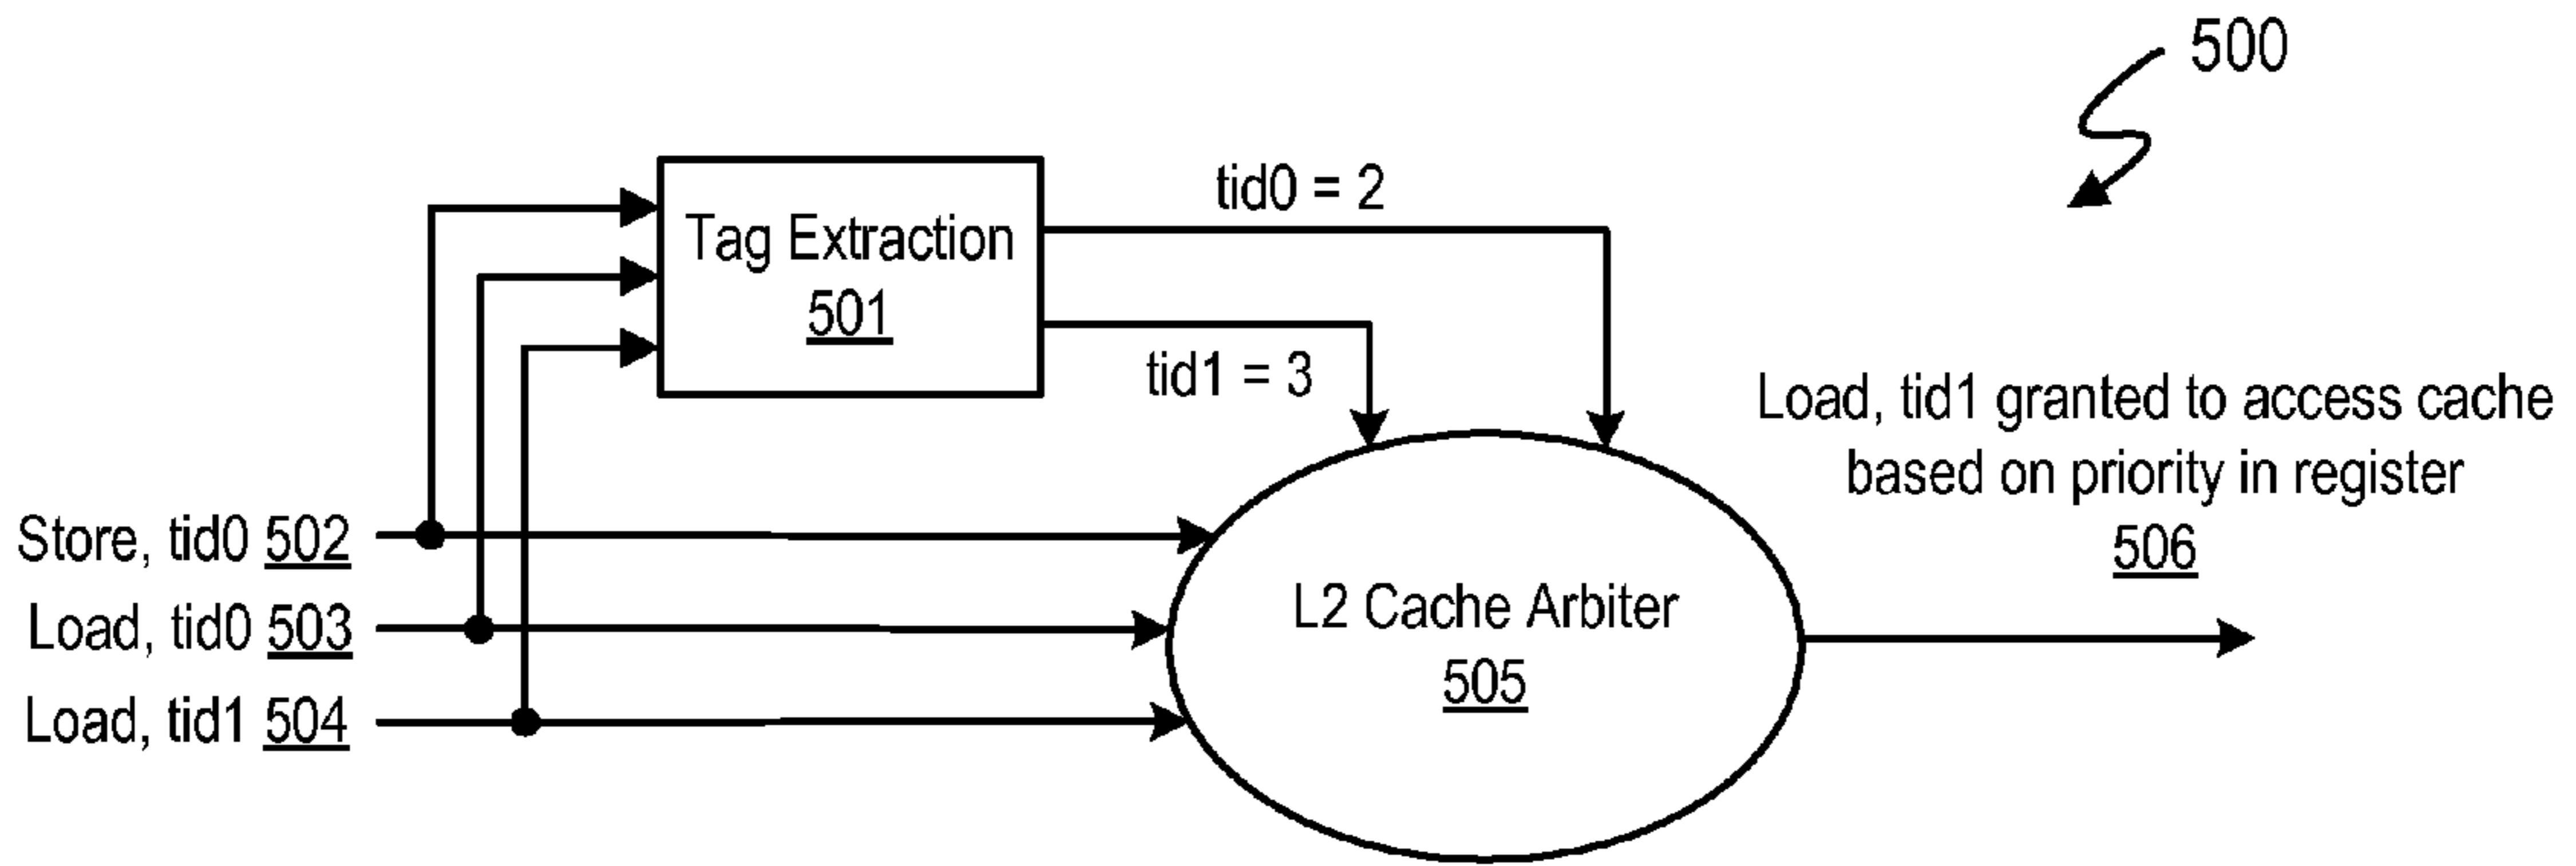 500
tid0 = 2
Tag Extraction
501
tid1 = 3
Load, tid1 granted to access cache
based on priority in register
506
Store, tid0 502
Load, tid0 503
Load, tid1 504
L2 Cache Arbiter
505